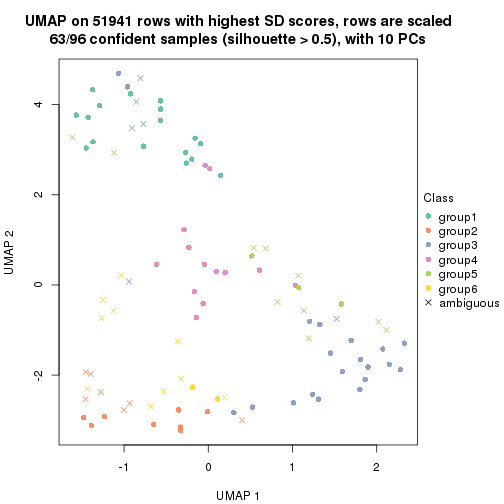 UMAP on 51941 rows with highest SD scores, rows are scaled
63/96 confident samples (silhouette > 0.5), with 10 PCs
4
2
0
-2
UMAP 2
-1
0
1
2
UMAP 1
Class
group1
group2
group3
group4
group5
group6
ambiguous